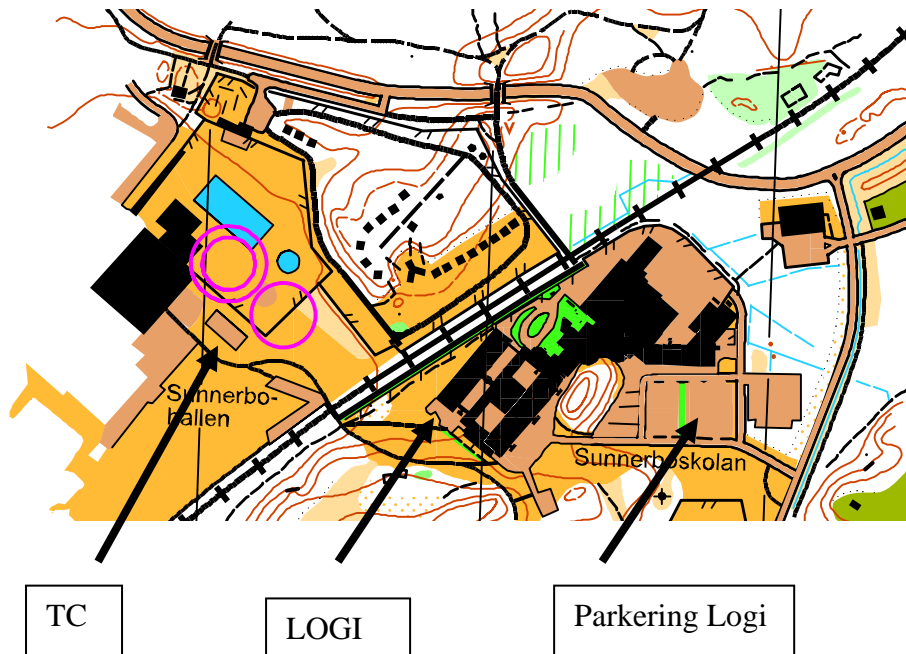 Sunnerbo-
hallen
Sunnerboskolan
TC
LOGI
Parkering Logi